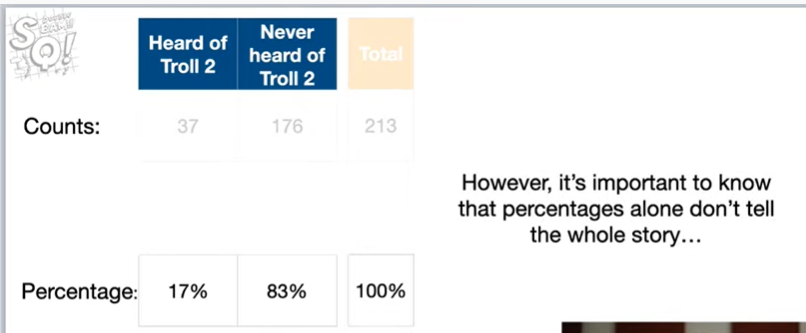 SQ!
Heard of
Troll 2
Never
heard of
Troll 2
Total
Counts:
37
176
213
However, it’s important to know
that percentages alone don’t tell
the whole story…
Percentage:
17%
83%
100%